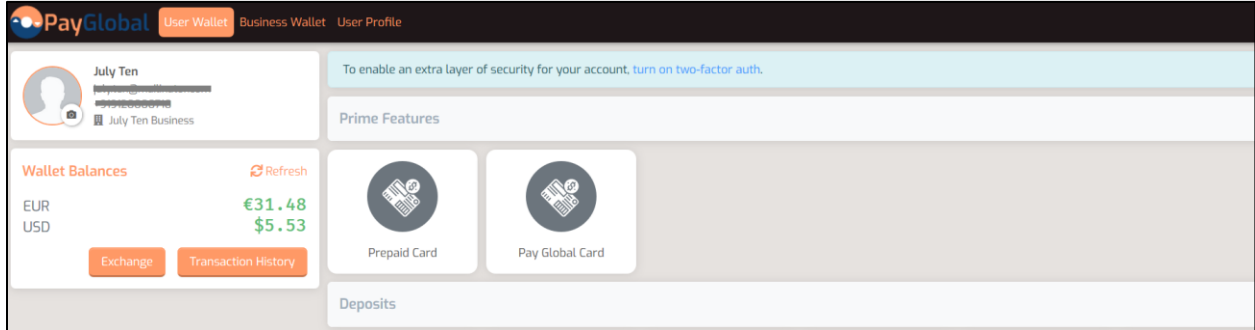 PayGlobal User Wallet Business Wallet User Profile
July Ten
July Ten Business
To enable an extra layer of security for your account, turn on two-factor auth.
Prime Features
Wallet Balances Refresh
EUR €31.48
USD $5.53
Exchange Transaction History
Prepaid Card Pay Global Card
Deposits